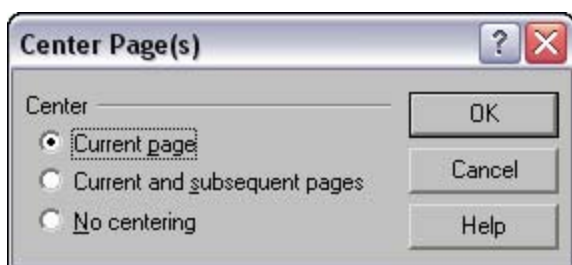 Center Page(s)
?
Center
Current page
Current and subsequent pages
No centering
OK
Cancel
Help